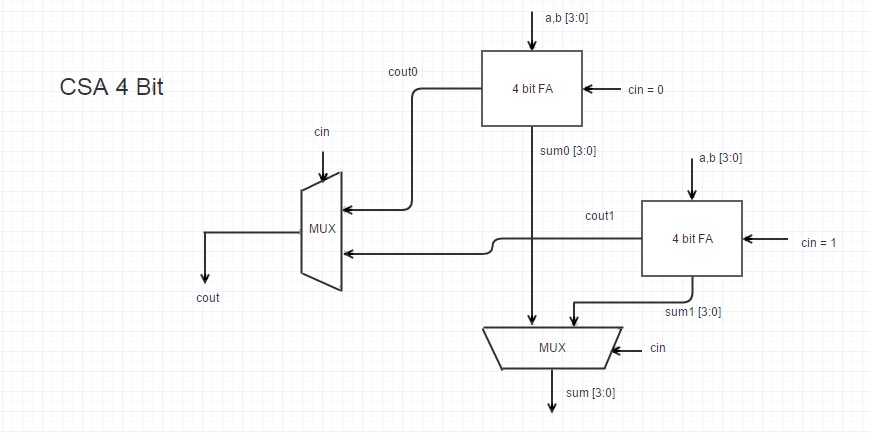 a,b [3:0]
CSA 4 Bit
cout0
4 bit FA
cin = 0
cin
sum0 [3:0]
a,b [3:0]
MUX
cout1
4 bit FA
cin = 1
cout
sum1 [3:0]
MUX
cin
sum [3:0]